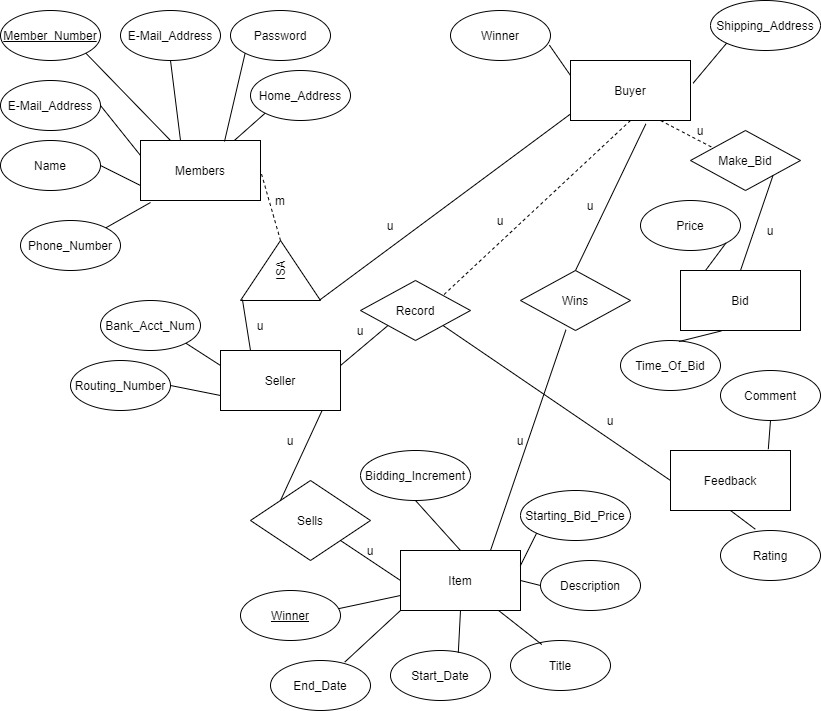 Member_Number
E-Mail_Address
Password
Winner
Shipping_Address
E-Mail_Address
Home_Address
Buyer
u
Make_Bid
Name
Members
m
Phone_Number
u
u
u
Price
u
ISA
Bank_Acct_Num
u
u
Record
Wins
Bid
Routing_Number
Seller
Time_Of_Bid
Comment
u
u
u
Bidding_Increment
Feedback
Sells
u
Starting_Bid_Price
Rating
Item
Description
Winner
End_Date
Start_Date
Title